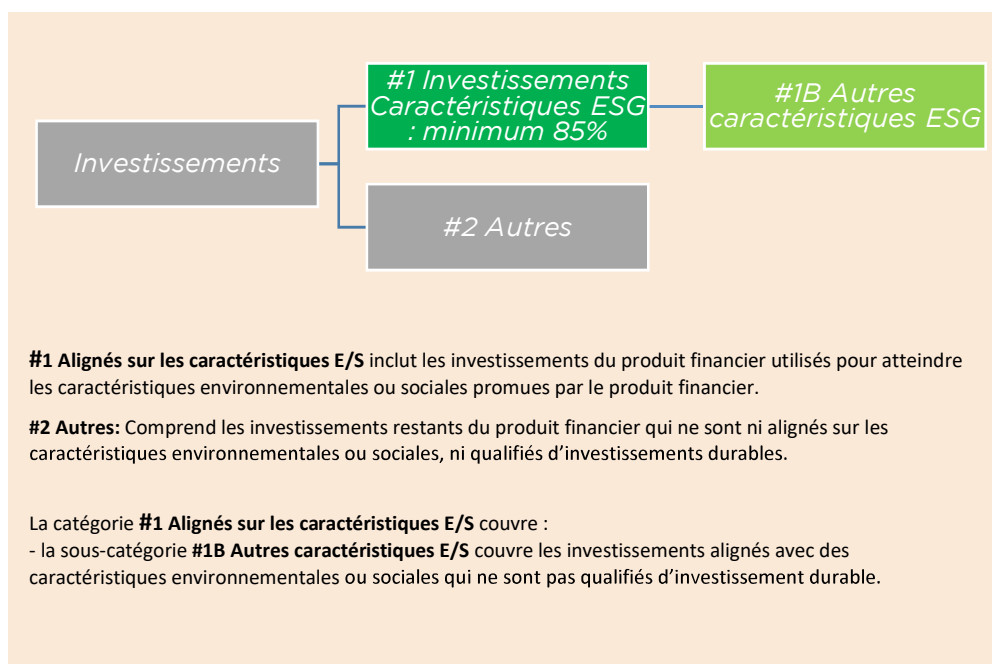 #1 Investissements
Caractéristiques ESG
: minimum 85%
#1B Autres
caractéristiques ESG
Investissements
#2 Autres
#1 Alignés sur les caractéristiques E/S inclut les investissements du produit financier utilisés pour atteindre
les caractéristiques environnementales ou sociales promues par le produit financier.
#2 Autres: Comprend les investissements restants du produit financier qui ne sont ni alignés sur les
caractéristiques environnementales ou sociales, ni qualifiés d’investissements durables.
La catégorie #1 Alignés sur les caractéristiques E/S couvre :
- la sous-catégorie #1B Autres caractéristiques E/S couvre les investissements alignés avec des
caractéristiques environnementales ou sociales qui ne sont pas qualifiés d’investissement durable.